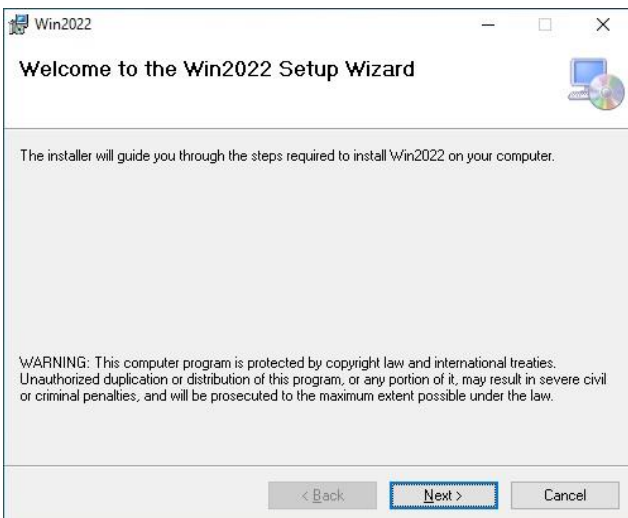 Win2022
Welcome to the Win2022 Setup Wizard
The installer will guide you through the steps required to install Win2022 on your computer.
WARNING: This computer program is protected by copyright law and international treaties.
Unauthorized duplication or distribution of this program, or any portion of it, may result in severe civil
or criminal penalties, and will be prosecuted to the maximum extent possible under the law.
< Back
Next >
Cancel